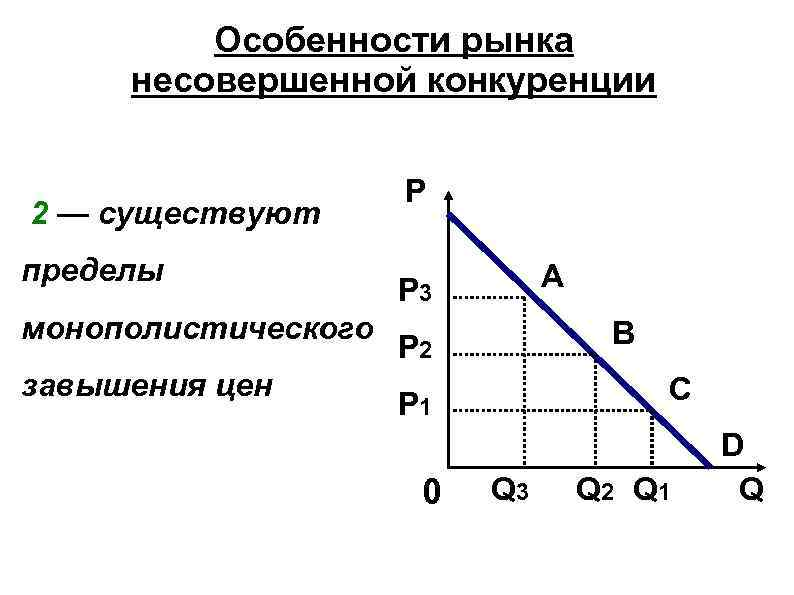 Особенности рынка
несовершенной конкуренции
2 — существуют
пределы
монополистического
завышения цен
P
A
P3
B
P2
C
P1
D
0 Q3 Q2 Q1 Q